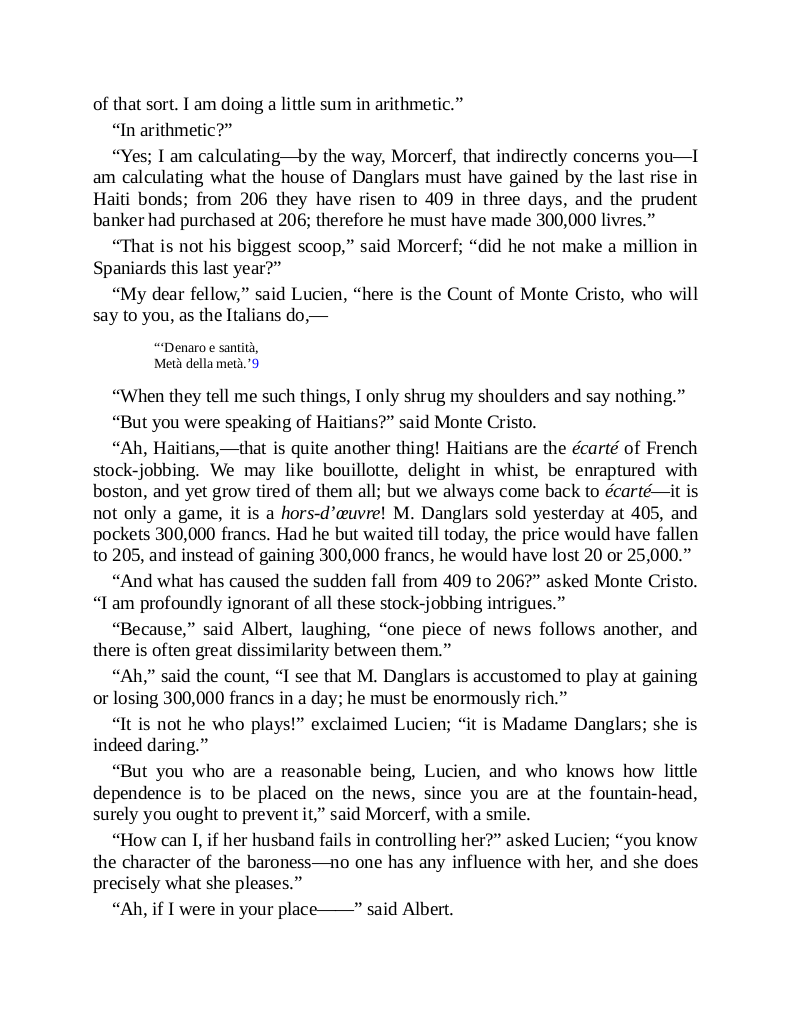 of that sort. I am doing a little sum in arithmetic.”
“In arithmetic?”
“Yes; I am calculating—by the way, Morcerf, that indirectly concerns you—I
am calculating what the house of Danglars must have gained by the last rise in
Haiti bonds; from 206 they have risen to 409 in three days, and the prudent
banker had purchased at 206; therefore he must have made 300,000 livres.”
“That is not his biggest scoop,” said Morcerf; “did he not make a million in
Spaniards this last year?”
“My dear fellow,” said Lucien, “here is the Count of Monte Cristo, who will
say to you, as the Italians do,—
“‘Denaro e santità,
Metà della metà.’9
“When they tell me such things, I only shrug my shoulders and say nothing.”
“But you were speaking of Haitians?” said Monte Cristo.
“Ah, Haitians,—that is quite another thing! Haitians are the écarté of French
stock-jobbing. We may like bouillotte, delight in whist, be enraptured with
boston, and yet grow tired of them all; but we always come back to écarté—it is
not only a game, it is a hors-d’œuvre! M. Danglars sold yesterday at 405, and
pockets 300,000 francs. Had he but waited till today, the price would have fallen
to 205, and instead of gaining 300,000 francs, he would have lost 20 or 25,000.”
“And what has caused the sudden fall from 409 to 206?” asked Monte Cristo.
“I am profoundly ignorant of all these stock-jobbing intrigues.”
“Because,” said Albert, laughing, “one piece of news follows another, and
there is often great dissimilarity between them.”
“Ah,” said the count, “I see that M. Danglars is accustomed to play at gaining
or losing 300,000 francs in a day; he must be enormously rich.”
“It is not he who plays!” exclaimed Lucien; “it is Madame Danglars; she is
indeed daring.”
“But you who are a reasonable being, Lucien, and who knows how little
dependence is to be placed on the news, since you are at the fountain-head,
surely you ought to prevent it,” said Morcerf, with a smile.
“How can I, if her husband fails in controlling her?” asked Lucien; “you know
the character of the baroness—no one has any influence with her, and she does
precisely what she pleases.”
“Ah, if I were in your place——” said Albert.